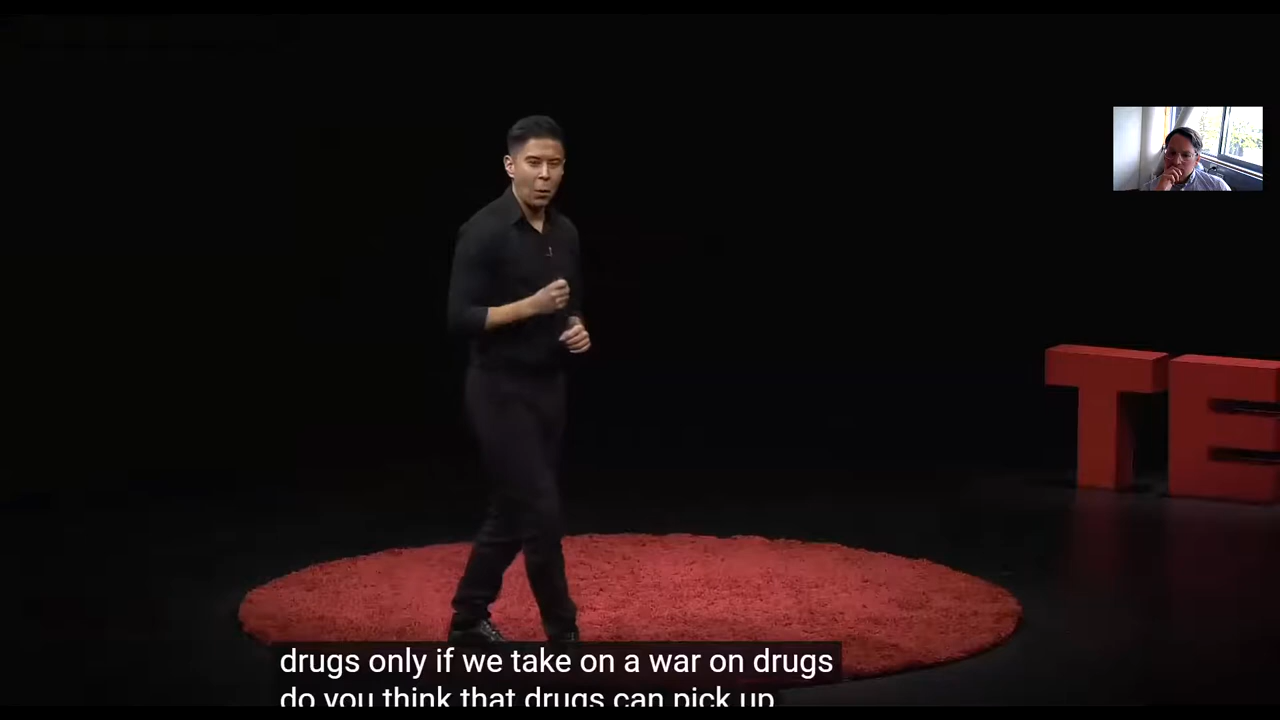 TE
drugs only if we take on a war on drugs
do you think that drugs can pick up